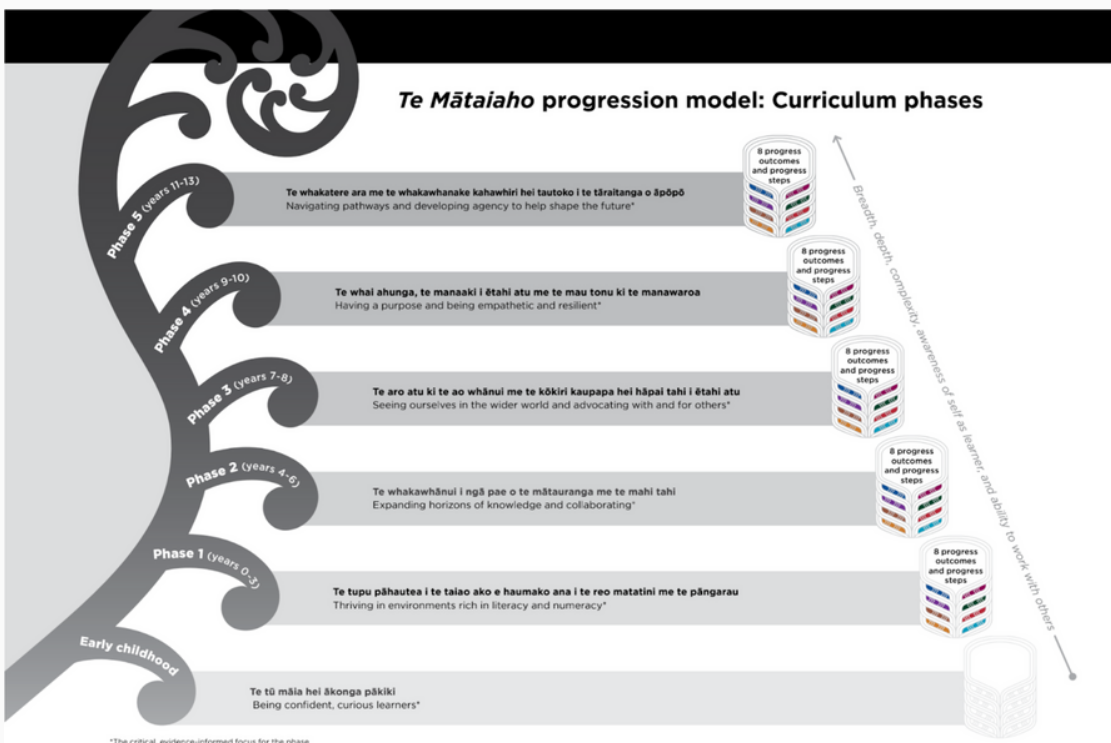 Te Mātaiaho progression model: Curriculum phases
8 progress
outcomes
and progress
steps
Phase 5 (years 11-13)
Te whakatere ara me te whakawhanake kahawhiri hei tautoko i te tāraitanga o āpōpō
Navigating pathways and developing agency to help shape the future*
8 progress
outcomes
and progress
steps
Phase 4 (years 9-10)
Te whai ahunga, te manaaki i ētahi atu me te mau tonu ki te manawaroa
Having a purpose and being empathetic and resilient*
8 progress
outcomes
and progress
steps
Phase 3 (years 7-8)
Te aro atu ki te ao whānui me te kōkiri kaupapa hei hāpai tahi i ētahi atu
Seeing ourselves in the wider world and advocating with and for others*
8 progress
outcomes
and progress
steps
Phase 2 (years 4-6)
Te whakawhānui i ngā pae o te mātauranga me te mahi tahi
Expanding horizons of knowledge and collaborating*
8 progress
outcomes
and progress
steps
Phase 1 (years 0-3)
Te tupu pāhautea i te taiao ako e haumako ana i te reo matatini me te pāngarau
Thriving in environments rich in literacy and numeracy*
Early childhood
Te tū māia hei ākonga pākiki
Being confident, curious learners*
Breadth, depth, complexity, awareness of self as learner, and ability to work with others
*The critical, evidence-informed focus for the phase